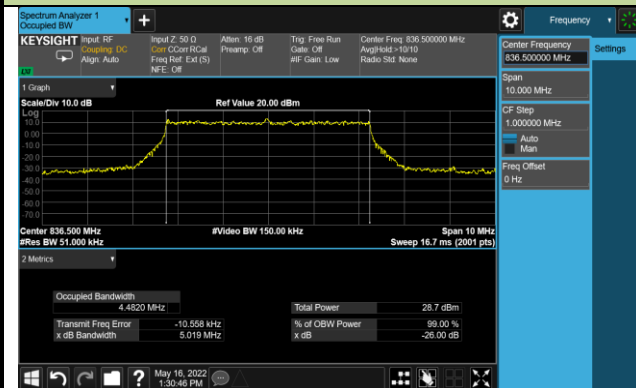 Spectrum Analyzer 1
Occupied BW
Frequency
KEYSIGHT
Input: RF
Coupling: DC
Align: Auto
Input Z: 50 Ω
Corr CCorr RCal
Freq Ref: Ext (S)
NFE: Off
Atten: 16 dB
Preamp: Off
Trig: Free Run
Gate: Off
#IF Gain: Low
Center Freq: 836.500000 MHz
Avg|Hold:>10/10
Radio Std: None
Center Frequency
836.500000 MHz
Settings
Span
10.000 MHz
CF Step
1.000000 MHz
Auto
Man
Freq Offset
0 Hz
1 Graph
Scale/Div 10.0 dB
Ref Value 20.00 dBm
Log
10.0
0.00
-10.0
-20.0
-30.0
-40.0
-50.0
-60.0
-70.0
Center 836.500 MHz
#Video BW 150.00 kHz
Span 10 MHz
#Res BW 51.000 kHz
Sweep 16.7 ms (2001 pts)
2 Metrics
Occupied Bandwidth
4.4820 MHz
Total Power
28.7 dBm
Transmit Freq Error
-10.558 kHz
% of OBW Power
99.00 %
x dB Bandwidth
5.019 MHz
x dB
-26.00 dB
?
May 16, 2022
1:30:46 PM